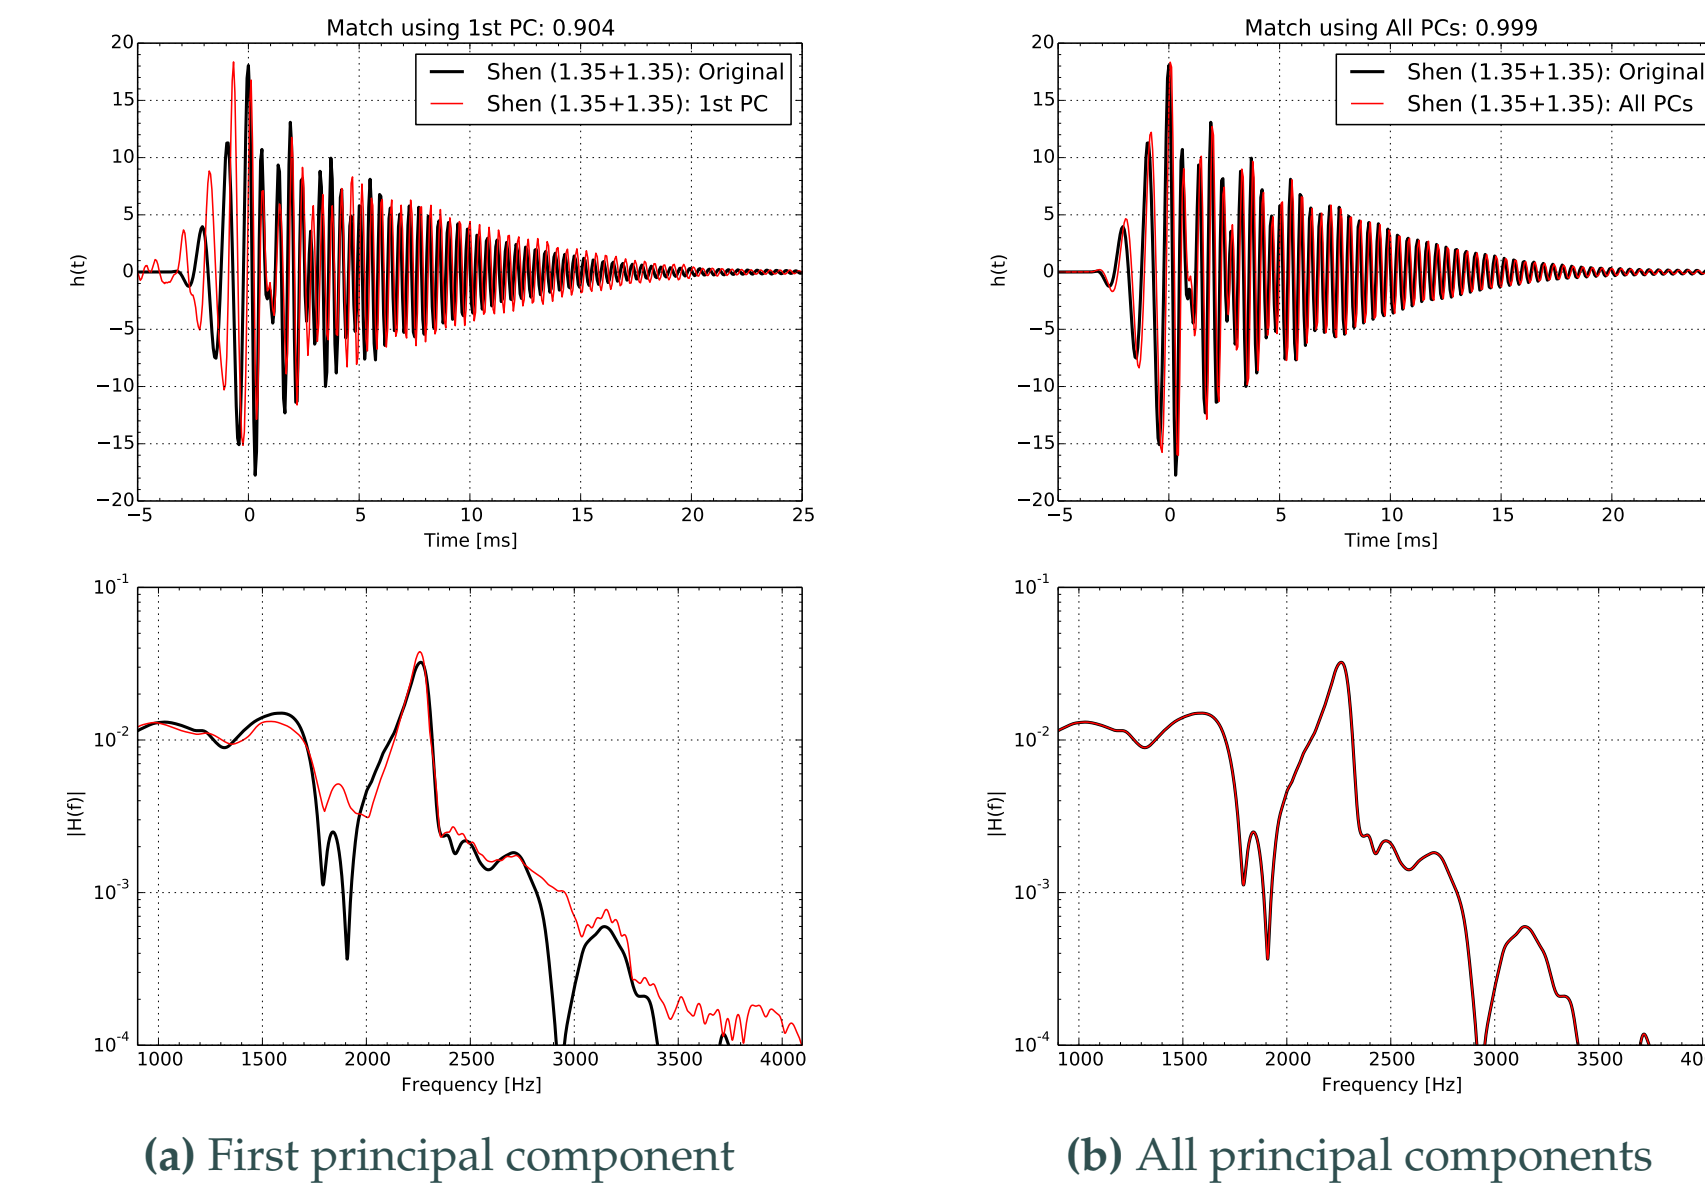 Match using 1st PC: 0.904
20
15
10
5
0
−5
−10
−15
−20
h(t)
Shen (1.35+1.35): Original
Shen (1.35+1.35): 1st PC
−5 0 5 10 15 20 25
Time [ms]
10^-1
10^-2
10^-3
10^-4
|H(f)|
1000 1500 2000 2500 3000 3500 4000
Frequency [Hz]
(a) First principal component
Match using All PCs: 0.999
20
15
10
5
0
−5
−10
−15
−20
h(t)
Shen (1.35+1.35): Original
Shen (1.35+1.35): All PCs
−5 0 5 10 15 20
Time [ms]
10^-1
10^-2
10^-3
10^-4
|H(f)|
1000 1500 2000 2500 3000 3500 40
Frequency [Hz]
(b) All principal components